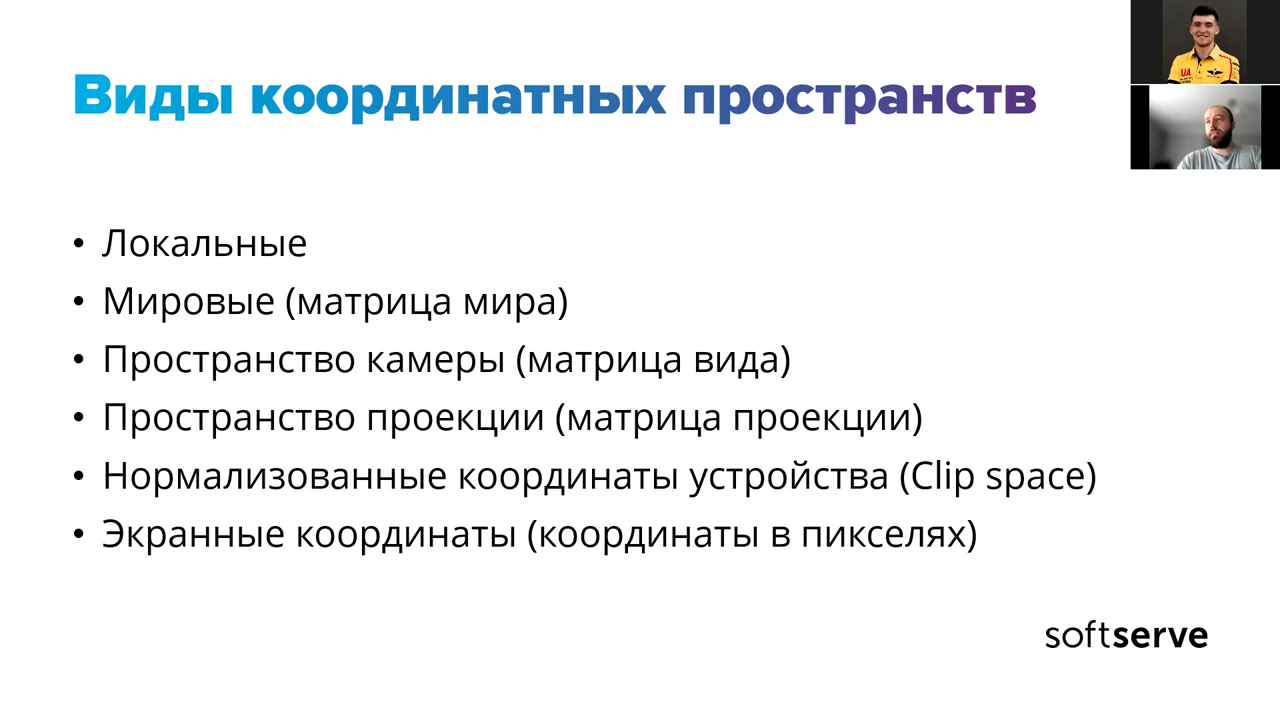 Виды координатных пространств
• Локальные
• Мировые (матрица мира)
• Пространство камеры (матрица вида)
• Пространство проекции (матрица проекции)
• Нормализованные координаты устройства (Clip space)
• Экранные координаты (координаты в пикселях)
softserve
UA